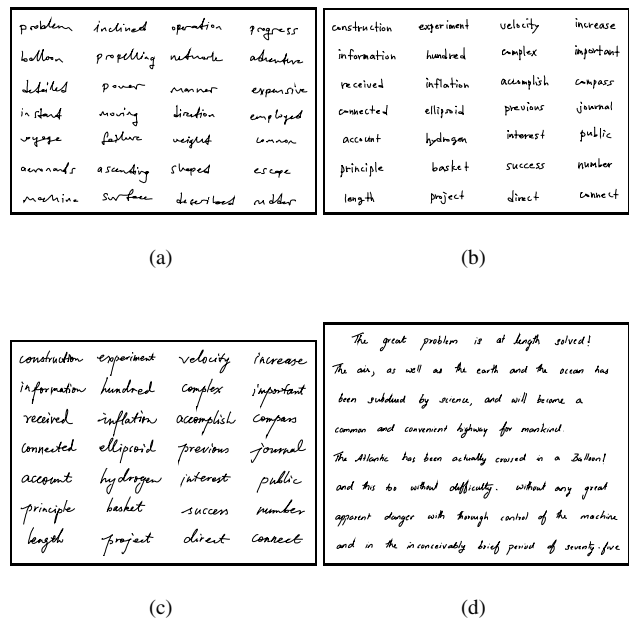 problem inclined operation progress
balloon propelling network adventure
detailed power manner expensive
instant moving direction employed
voyage failure weight common
aeronauts ascending shaped escape
machine surface described rudder
(a)
construction experiment velocity increase
information hundred complex important
received inflation accomplish compass
connected ellipsoid previous journal
account hydrogen interest public
principle basket success number
length project direct connect
(b)
construction experiment velocity increase
information hundred complex important
received inflation accomplish compass
connected ellipsoid previous journal
account hydrogen interest public
principle basket success number
length project direct connect
(c)
The great problem is at length solved!
The air, as well as the earth and the ocean has
been subdued by science, and will become a
common and convenient highway for mankind.
The Atlantic has been actually crossed in a Balloon!
and this too without difficulty. without any great
apparent danger with thorough control of the machine
and in the inconceivably brief period of seventy-five
(d)